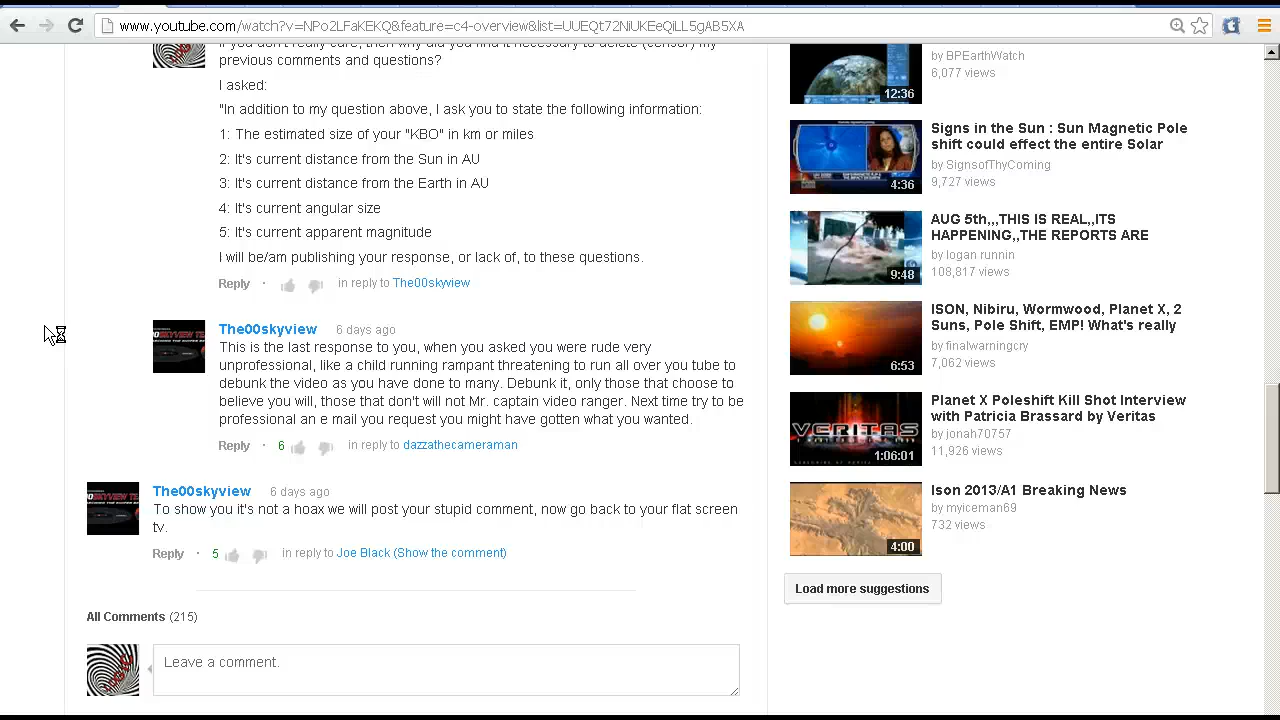 www.youtube.com/watch?v=NPo2LFaKEkQ8feature=c4-overview&list=UUEQt72NiUKEeQiLL5gAB5XA
previous comments and questions?
I asked:
"In addition to my question above, I ask you to state the following information:
1: The estimated size of your "KBO" in km or miles
2: It's current distance from the Sun in AU
3: It's current distance from the Earth in AU
4: It's current angular size
5: It's current apparent magnitude
I will be/am publishing your response, or lack of, to these questions.
Reply · in reply to The00skyview
The00skyview 6 days ago
This is the last response to you, when you asked you were rude very
unprofessional, like a child running rampant threatening to run all over you tube to
debunk the video as you have done to many. Debunk it, only those that choose to
believe you will, those that don't will not Mr. captain video ranger. Next time try to be
professional in email you request you might have gotten what you wanted.
Reply · 6 in reply to dazzathecameraman
The00skyview days ago
To show you it's not a hoax we will post your stupid comment, now go back to your flat screen
tv.
Reply · 5 in reply to Joe Black (Show the comment)
All Comments (215)
Leave a comment.
by BPEarthWatch
6,077 views
12:36
Signs in the Sun : Sun Magnetic Pole
shift could effect the entire Solar
by SignsofThyComing
9,727 views
4:36
AUG 5th,,,THIS IS REAL,,ITS
HAPPENING,,THE REPORTS ARE
by logan runnin
108,817 views
9:48
ISON, Nibiru, Wormwood, Planet X, 2
Suns, Pole Shift, EMP! What's really
by finalwarningcry
7,062 views
6:53
Planet X Poleshift Kill Shot Interview
with Patricia Brassard by Veritas
by jonah70757
11,926 views
VERITAS
1:06:01
Ison 2013/A1 Breaking News
by myiceman69
732 views
4:00
Load more suggestions